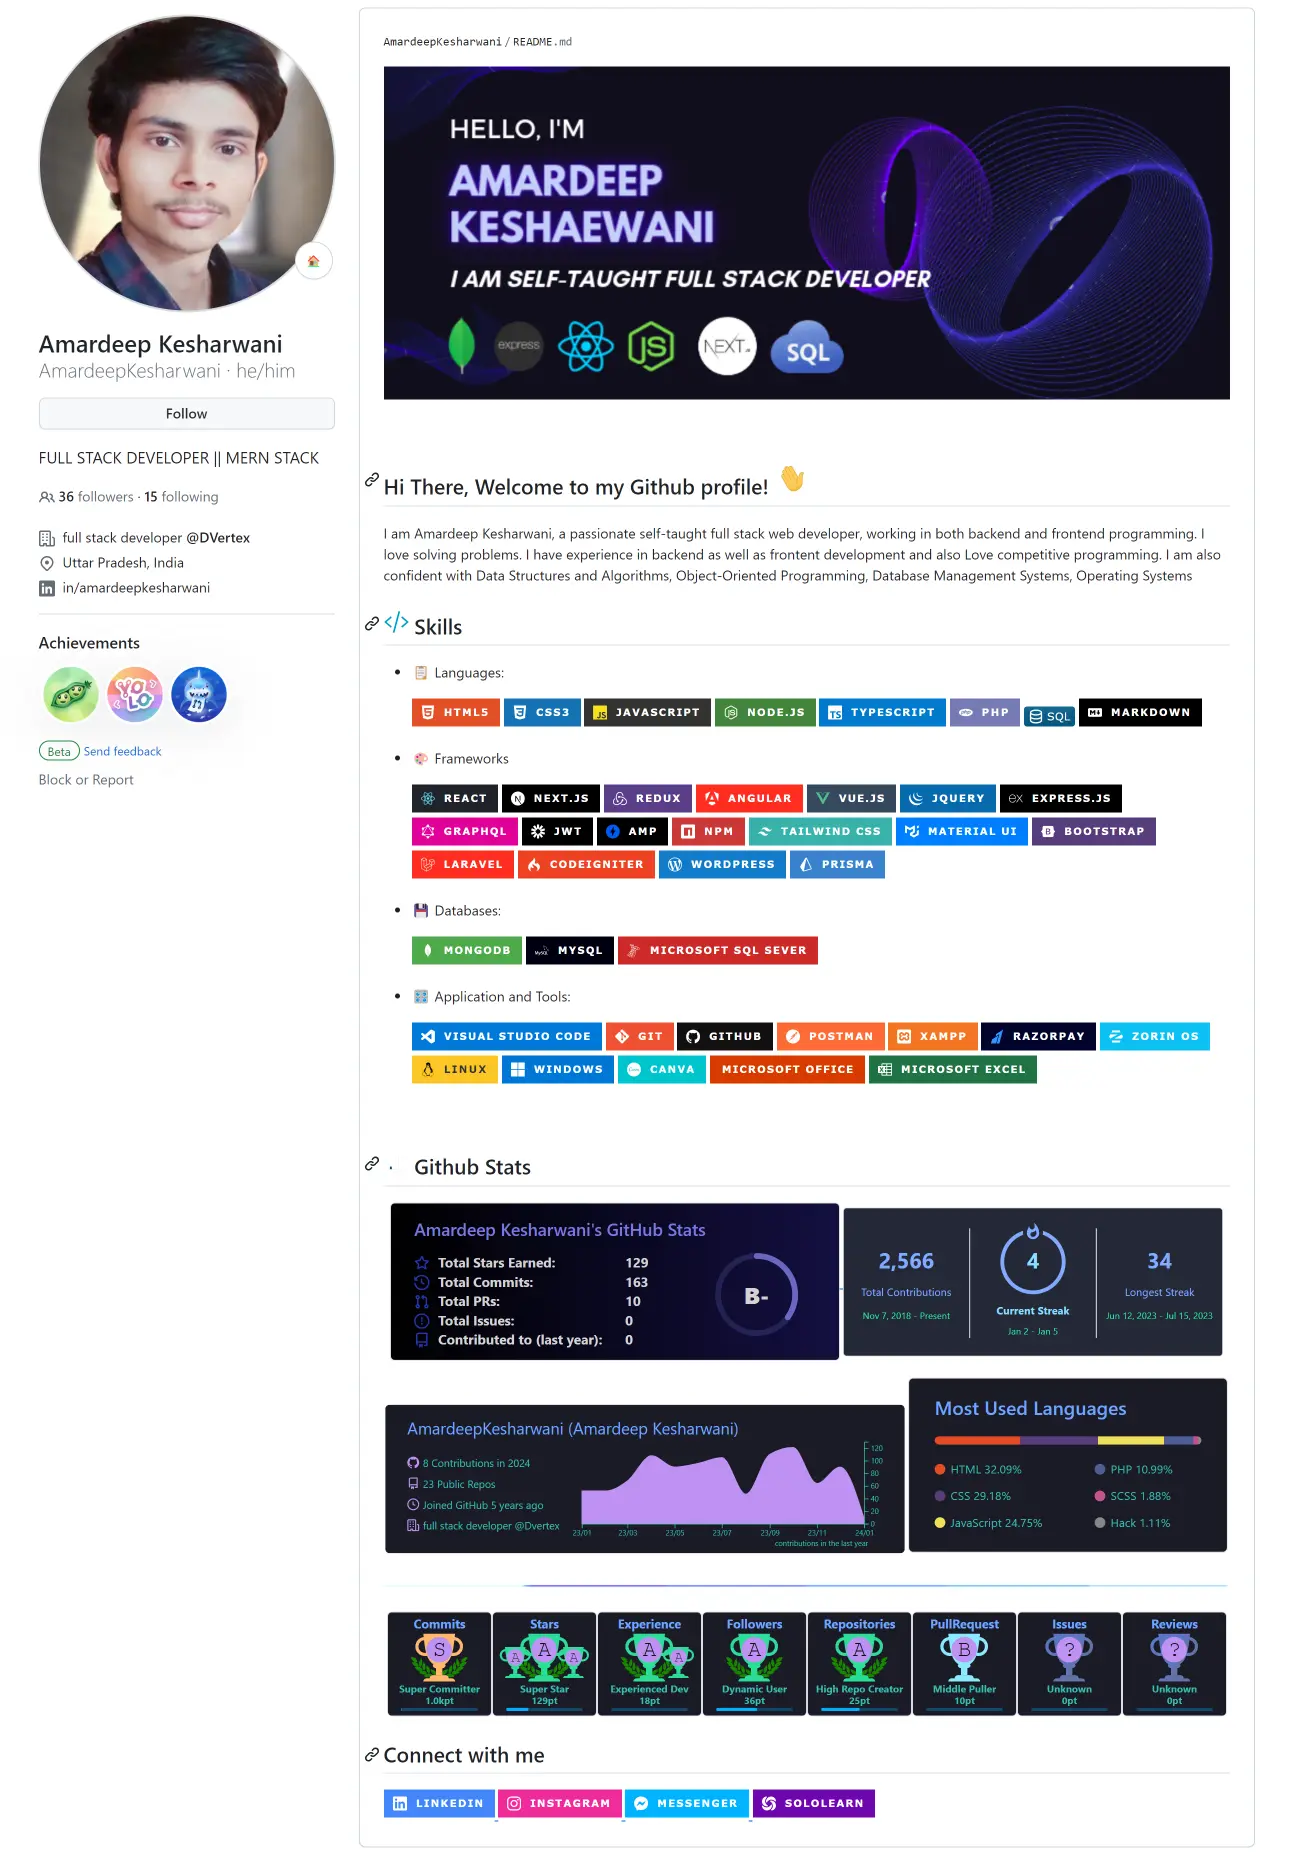 Amardeep Kesharwani
AmardeepKesharwani · he/him
Follow
FULL STACK DEVELOPER || MERN STACK
36 followers · 15 following
full stack developer @DVertex
Uttar Pradesh, India
in/amardeepkesharwani
Achievements
YOLO
Beta Send feedback
Block or Report
AmardeepKesharwani / README.md
HELLO, I'M
AMARDEEP
KESHAEWANI
I AM SELF-TAUGHT FULL STACK DEVELOPER
express JS NEXT.JS SQL
Hi There, Welcome to my Github profile! 👋
I am Amardeep Kesharwani, a passionate self-taught full stack web developer, working in both backend and frontend programming. I
love solving problems. I have experience in backend as well as frontent development and also Love competitive programming. I am also
confident with Data Structures and Algorithms, Object-Oriented Programming, Database Management Systems, Operating Systems
</> Skills
• 📋 Languages:
HTML5 CSS3 JS JAVASCRIPT NODE.JS TS TYPESCRIPT php PHP SQL MARKDOWN
• 🎨 Frameworks
REACT NEXT.JS REDUX ANGULAR VUE.JS JQUERY ex EXPRESS.JS
GRAPHQL JWT AMP NPM TAILWIND CSS MATERIAL UI BOOTSTRAP
LARAVEL CODEIGNITER WORDPRESS PRISMA
• 💾 Databases:
MONGODB MySQL MYSQL MICROSOFT SQL SEVER
• Application and Tools:
VISUAL STUDIO CODE GIT GITHUB POSTMAN XAMPP RAZORPAY ZORIN OS
LINUX WINDOWS CANVA MICROSOFT OFFICE MICROSOFT EXCEL
Github Stats
Amardeep Kesharwani's GitHub Stats
Total Stars Earned: 129
Total Commits: 163
Total PRs: 10
Total Issues: 0
Contributed to (last year): 0
B-
2,566
Total Contributions
Nov 7, 2018 - Present
4
Current Streak
Jan 2 - Jan 5
34
Longest Streak
Jun 12, 2023 - Jul 15, 2023
AmardeepKesharwani (Amardeep Kesharwani)
8 Contributions in 2024
23 Public Repos
Joined GitHub 5 years ago
full stack developer @Dvertex
120
100
80
60
40
20
0
23/01 23/03 23/05 23/07 23/09 23/11 24/01
contributions in the last year
Most Used Languages
HTML 32.09% PHP 10.99%
CSS 29.18% SCSS 1.88%
JavaScript 24.75% Hack 1.11%
Commits Stars Experience Followers Repositories PullRequest Issues Reviews
S A A A A A A A B ? ?
Super Committer Super Star Experienced Dev Dynamic User High Repo Creator Middle Puller Unknown Unknown
1.0kpt 129pt 18pt 36pt 25pt 10pt 0pt 0pt
Connect with me
LINKEDIN INSTAGRAM MESSENGER SOLOLEARN